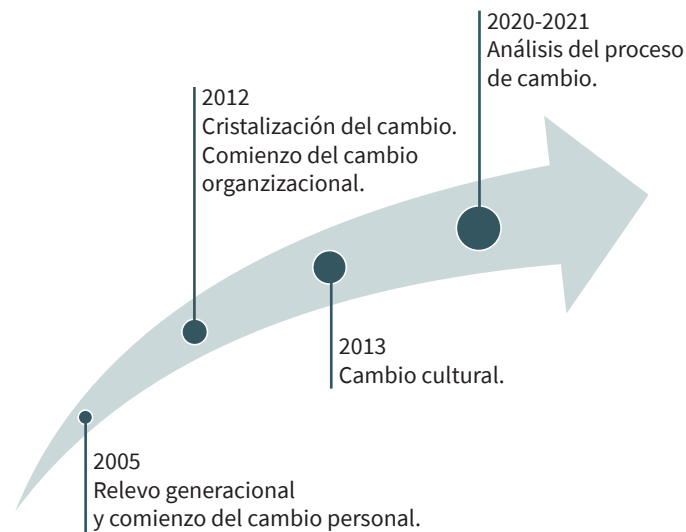 2020-2021
Análisis del proceso
de cambio.
2012
Cristalización del cambio.
Comienzo del cambio
organzizacional.
2013
Cambio cultural.
2005
Relevo generacional
y comienzo del cambio personal.